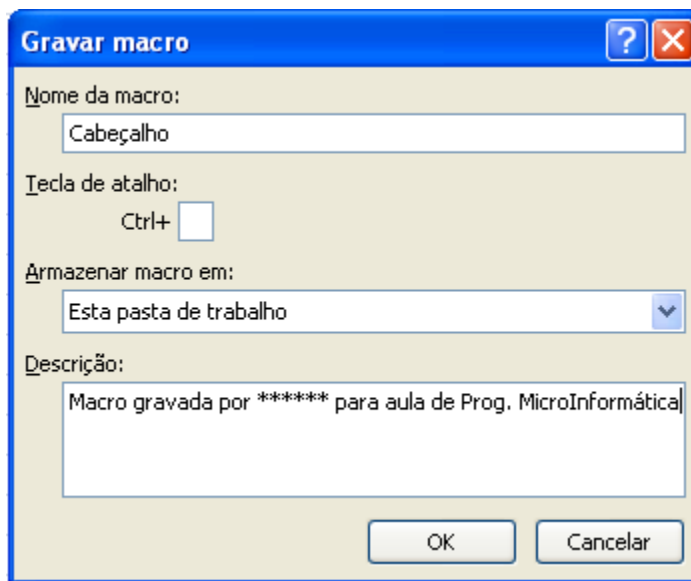 Gravar macro
Nome da macro:
Cabeçalho
Tecla de atalho:
Ctrl+
Armazenar macro em:
Esta pasta de trabalho
Descrição:
Macro gravada por ****** para aula de Prog. MicroInformática
OK Cancelar